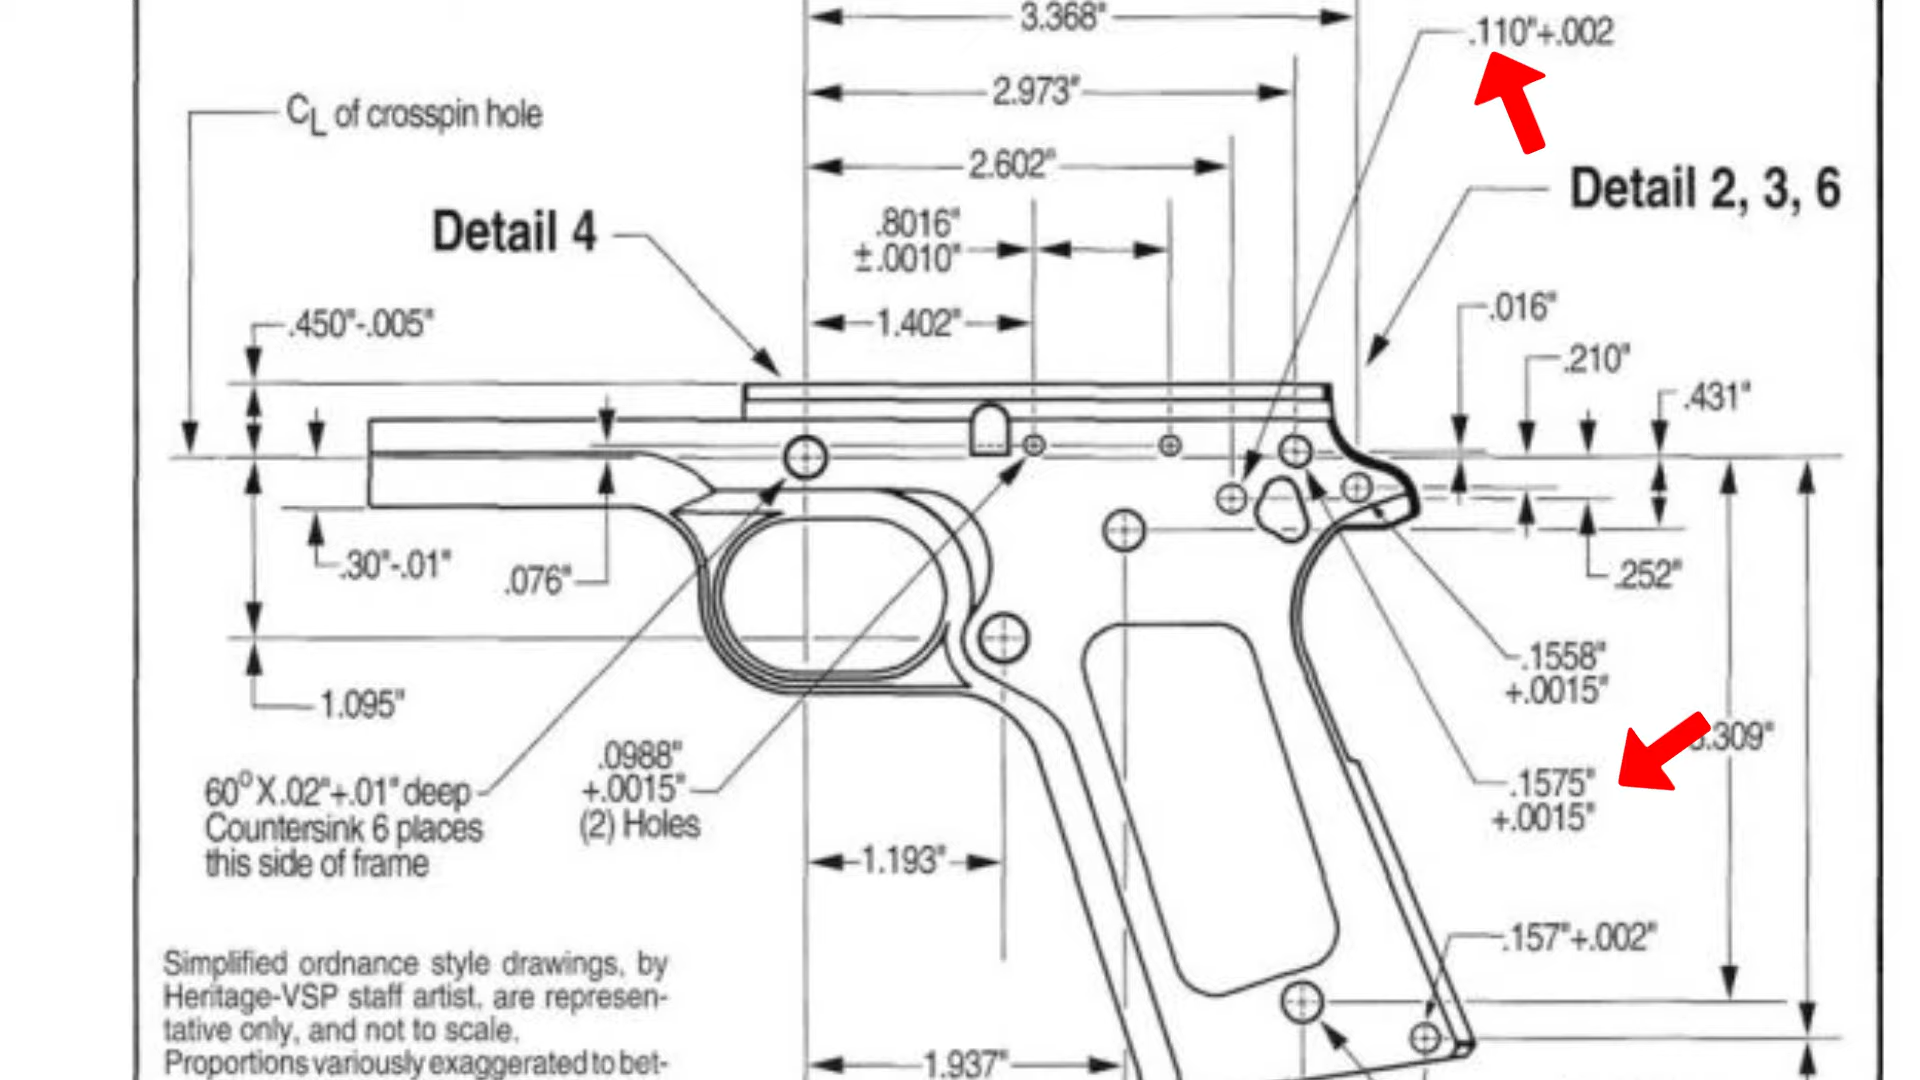 3.368"
.110"+.002
2.973"
C_L of crosspin hole
2.602"
Detail 2, 3, 6
.8016"
±.0010"
Detail 4
.016"
.450"-.005"
1.402"
.210"
.431"
.30"-.01"
.076"
.252"
.1558"
+.0015"
1.095"
.309"
.0988"
+.0015"
(2) Holes
.1575"
+.0015"
60° X.02"+.01" deep
Countersink 6 places
this side of frame
1.193"
.157"+.002"
Simplified ordnance style drawings, by
Heritage-VSP staff artist, are represen-
tative only, and not to scale.
Proportions variously exaggerated to bet-
1.937"